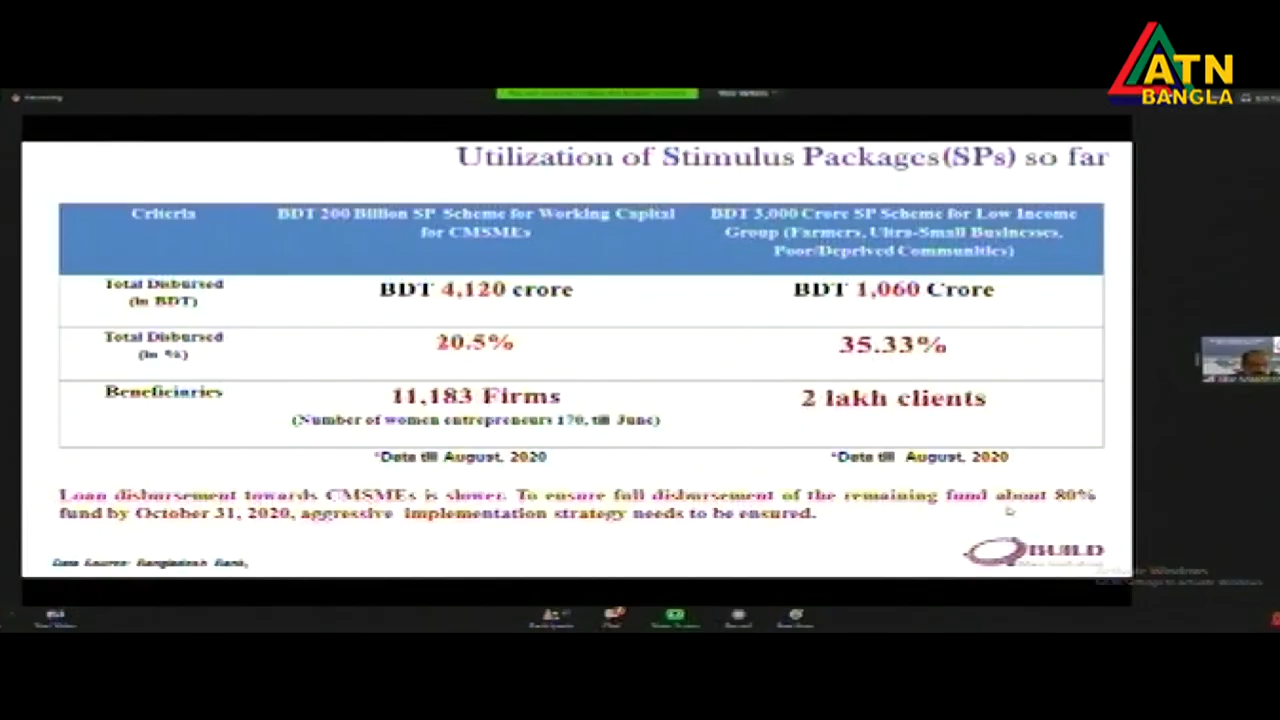 ATN
BANGLA
Utilization of Stimulus Packages(SPs) so far
Criteria
BDT 200 Billion SP Scheme for Working Capital
for CMSMEs
BDT 3,000 Crore SP Scheme for Low Income
Group (Farmers, Ultra-Small Businesses,
Poor/Deprived Communities)
Total Disbursed
(in BDT)
BDT 4,120 crore
BDT 1,060 Crore
Total Disbursed
(in %)
20.5%
35.33%
Beneficiaries
11,183 Firms
(Number of women entrepreneurs 170, till June)
2 lakh clients
*Data till August, 2020
*Data till August, 2020
Loan disbursement towards CMSMEs is slower. To ensure full disbursement of the remaining fund about 80%
fund by October 31, 2020, aggressive implementation strategy needs to be ensured.
Data Source: Bangladesh Bank,
BUILD
Activate Windows